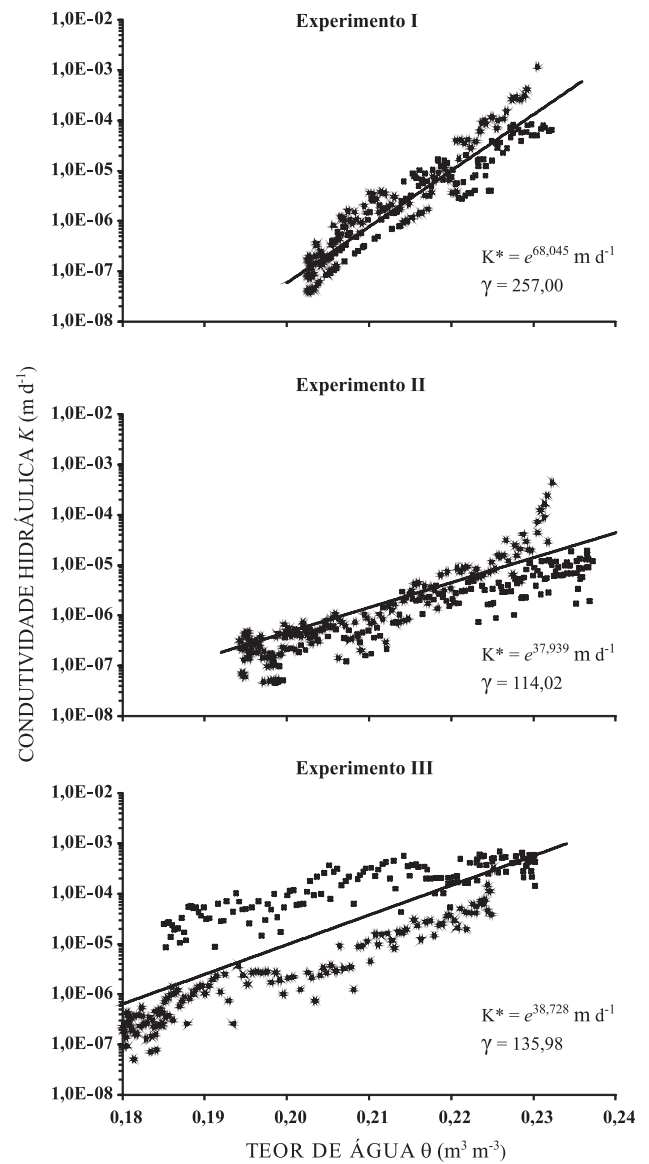 Experimento I
1,0E-02
1,0E-03
1,0E-04
1,0E-05
1,0E-06
1,0E-07
1,0E-08
K* = e^68,045 m d^-1
γ = 257,00
CONDUTIVIDADE HIDRÁULICA K (m d^-1)
Experimento II
1,0E-02
1,0E-03
1,0E-04
1,0E-05
1,0E-06
1,0E-07
1,0E-08
K* = e^37,939 m d^-1
γ = 114,02
Experimento III
1,0E-02
1,0E-03
1,0E-04
1,0E-05
1,0E-06
1,0E-07
1,0E-08
K* = e^38,728 m d^-1
γ = 135,98
0,18 0,19 0,20 0,21 0,22 0,23 0,24
TEOR DE ÁGUA θ (m³ m^-3)